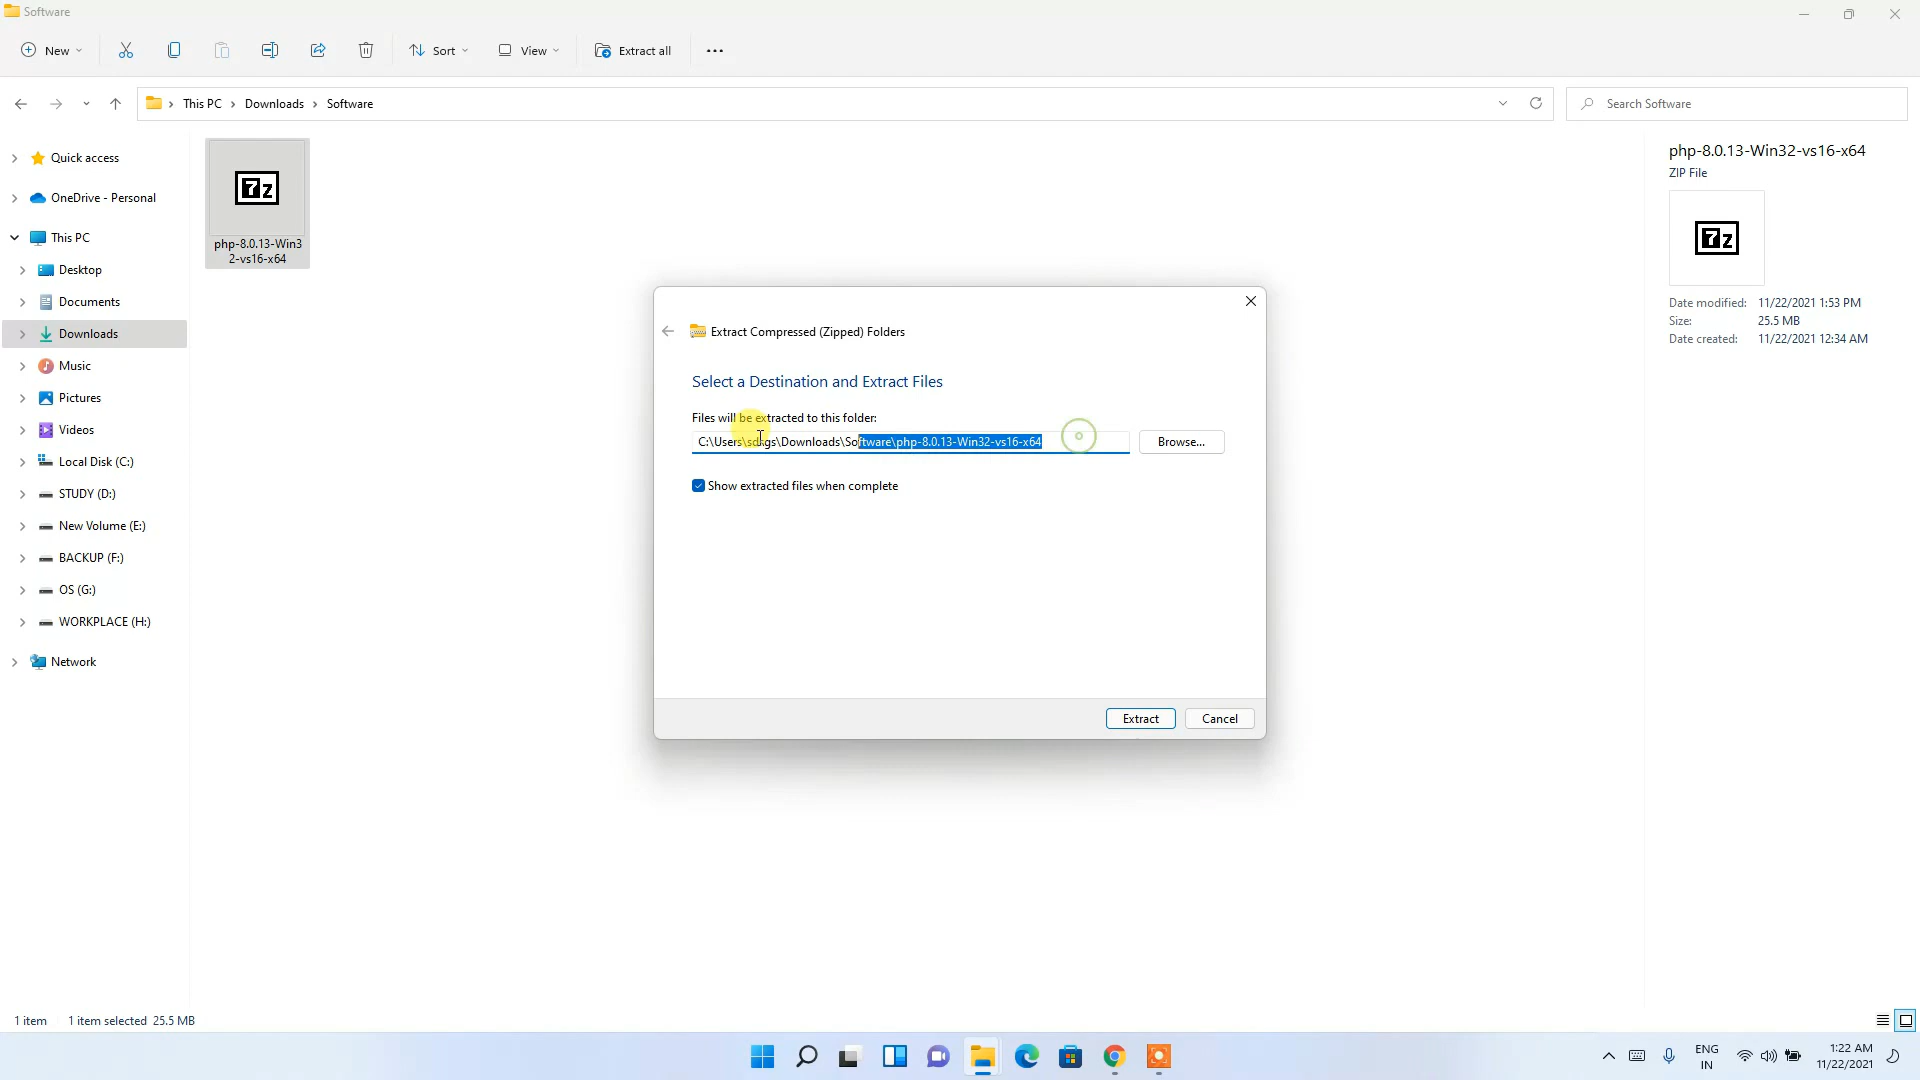 Software
New
Sort
View
Extract all
This PC
Downloads
Software
Search Software
Quick access
OneDrive - Personal
This PC
Desktop
Documents
Downloads
Music
Pictures
Videos
Local Disk (C:)
STUDY (D:)
New Volume (E:)
BACKUP (F:)
OS (G:)
WORKPLACE (H:)
Network
7z
php-8.0.13-Win3
2-vs16-x64
Extract Compressed (Zipped) Folders
Select a Destination and Extract Files
Files will be extracted to this folder:
\Downloads\Software\php-8.0.13-Win32-vs16-x64
Browse...
Show extracted files when complete
Extract
Cancel
php-8.0.13-Win32-vs16-x64
ZIP File
7z
Date modified: 11/22/2021 1:53 PM
Size: 25.5 MB
Date created: 11/22/2021 12:34 AM
1 item
1 item selected 25.5 MB
ENG
IN
1:22 AM
11/22/2021